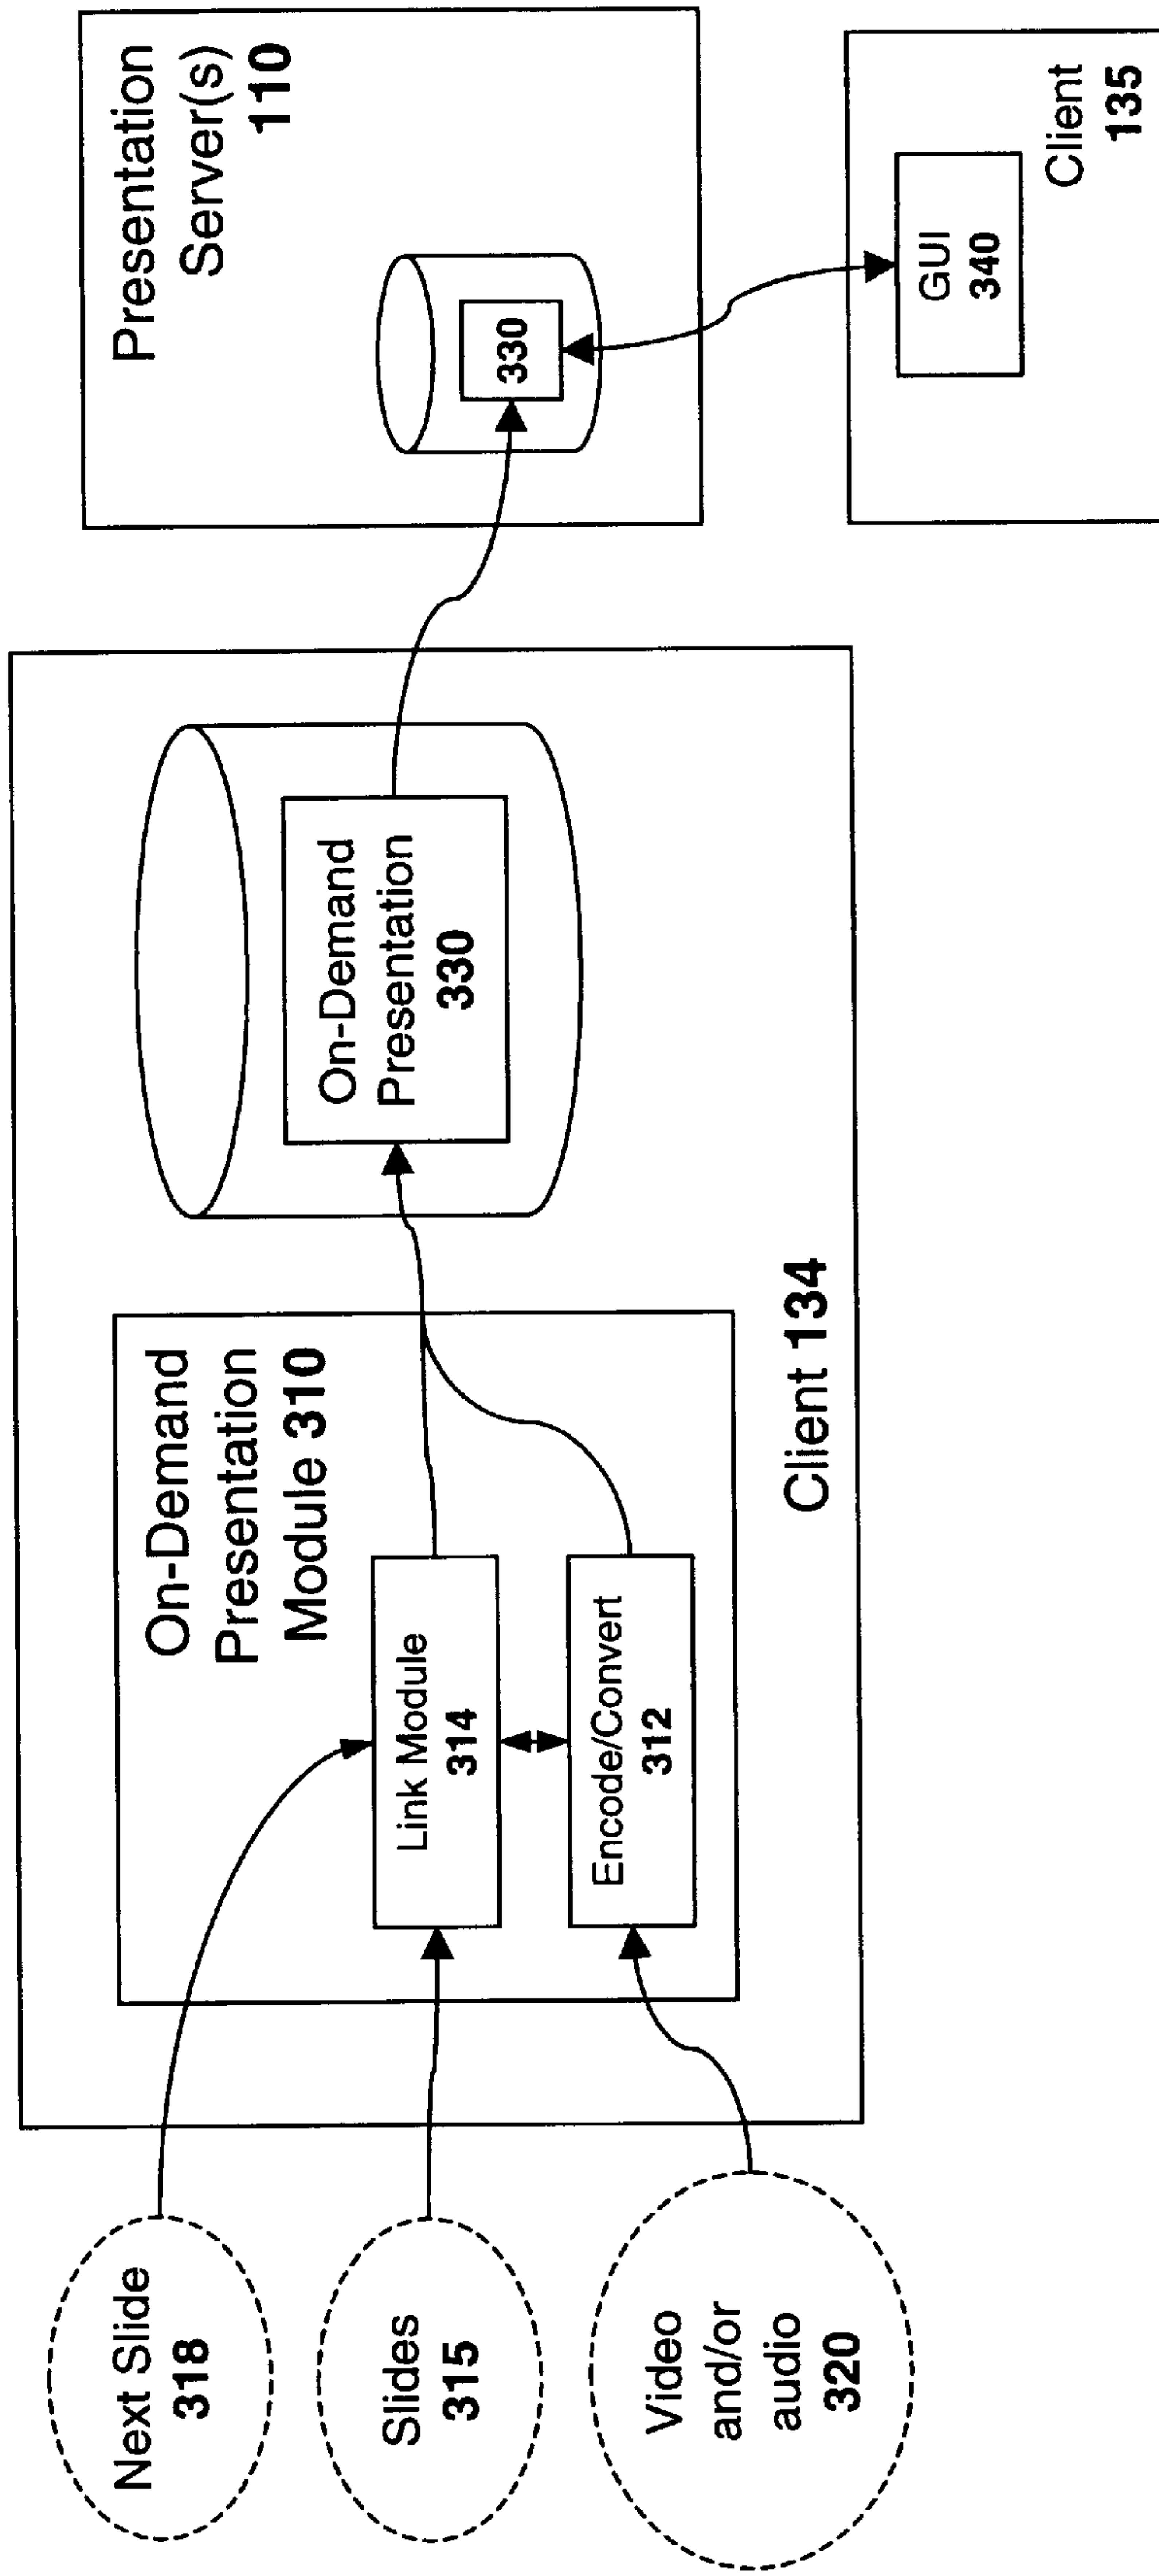 Next Slide
318
Slides
315
Video
and/or
audio
320
On-Demand
Presentation
Module 310
Link Module
314
Encode/Convert
312
Client 134
On-Demand
Presentation
330
Presentation
Server(s)
110
330
GUI
340
Client
135